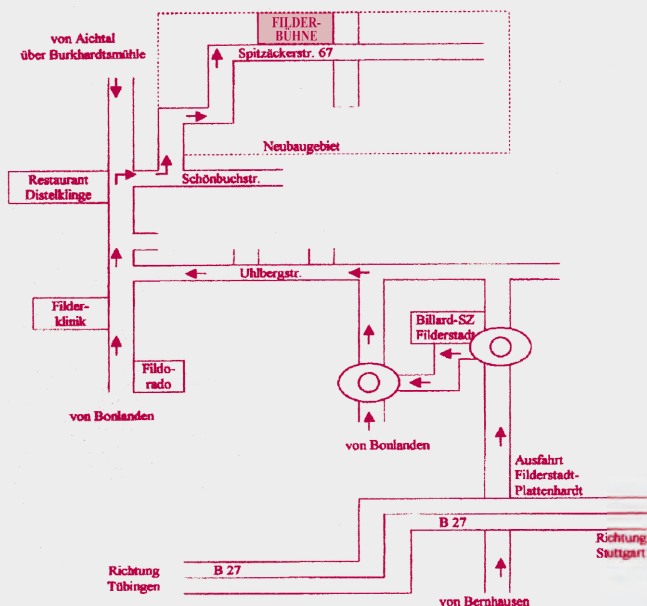 FILDER-
BÜHNE
von Aichtal
über Burkhardtsmühle
Spitzäckerstr. 67
Neubaugebiet
Restaurant
Distelklinge
Schönbuchstr.
Uhlbergstr.
Filder-
klinik
Billard-SZ
Filderstadt
Fildo-
rado
von Bonlanden
von Bonlanden
Ausfahrt
Filderstadt-
Plattenhardt
B 27
Richtung
Stuttgart
Richtung
Tübingen
B 27
von Bernhausen